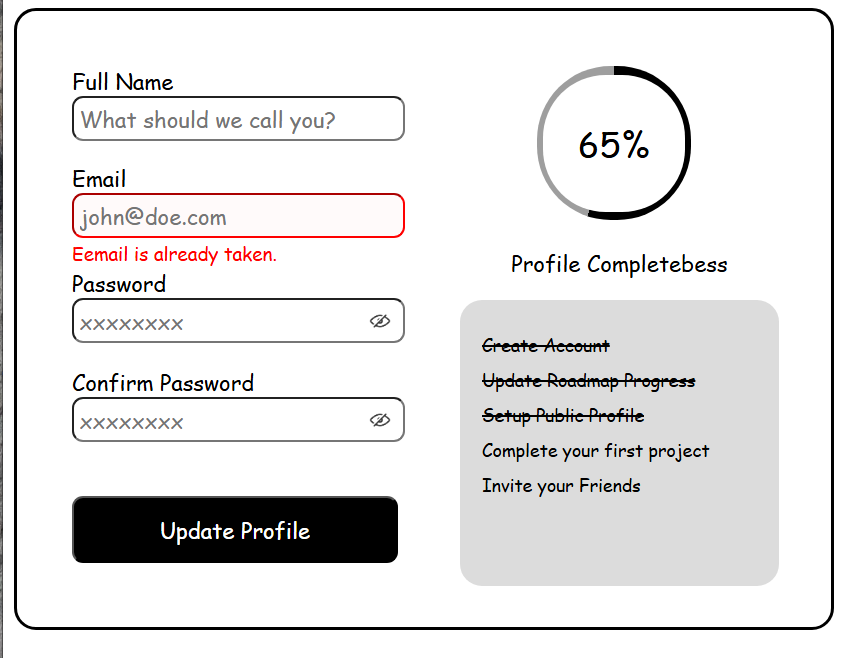 Full Name
What should we call you?
Email
john@doe.com
Eemail is already taken.
Password
xxxxxxxx
Confirm Password
xxxxxxxx
Update Profile
65%
Profile Completebess
Create Account
Update Roadmap Progress
Setup Public Profile
Complete your first project
Invite your Friends